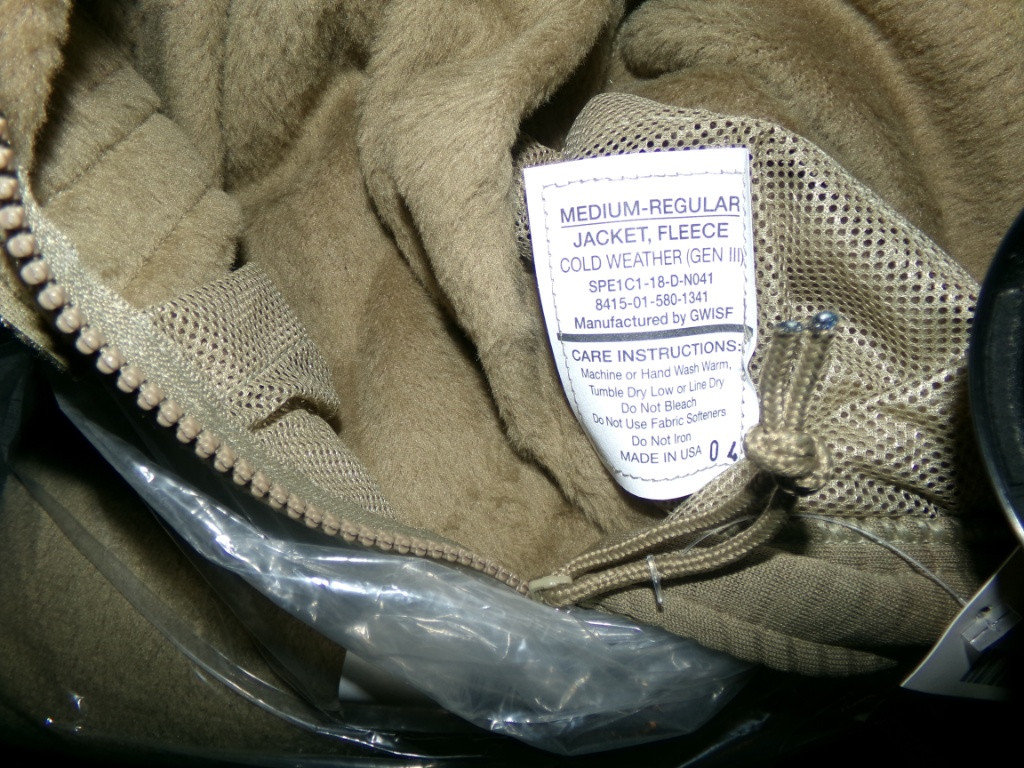 MEDIUM-REGULAR
JACKET, FLEECE
COLD WEATHER (GEN III)
SPE1C1-18-D-N041
8415-01-580-1341
Manufactured by GWISF
CARE INSTRUCTIONS:
Machine or Hand Wash Warm,
Tumble Dry Low or Line Dry
Do Not Bleach
Do Not Use Fabric Softeners
Do Not Iron
MADE IN USA 04